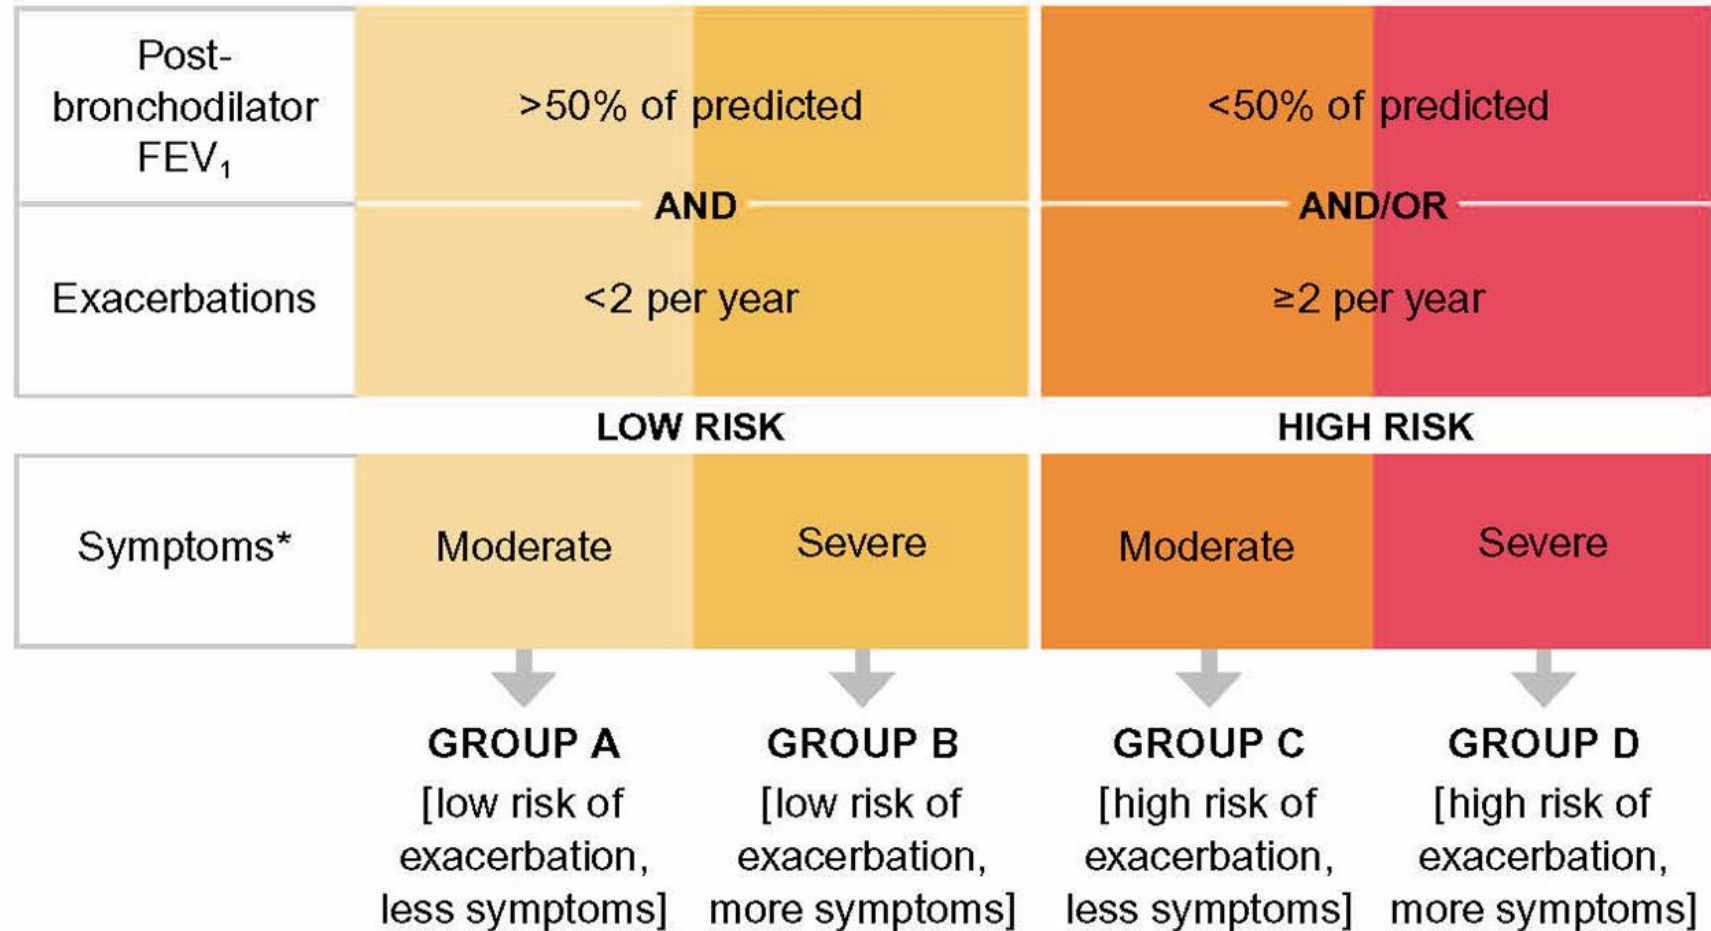 Post-
bronchodilator
FEV₁
>50% of predicted
<50% of predicted
AND
AND/OR
Exacerbations
<2 per year
≥2 per year
LOW RISK
HIGH RISK
Symptoms*
Moderate
Severe
Moderate
Severe
GROUP A
[low risk of
exacerbation,
less symptoms]
GROUP B
[low risk of
exacerbation,
more symptoms]
GROUP C
[high risk of
exacerbation,
less symptoms]
GROUP D
[high risk of
exacerbation,
more symptoms]